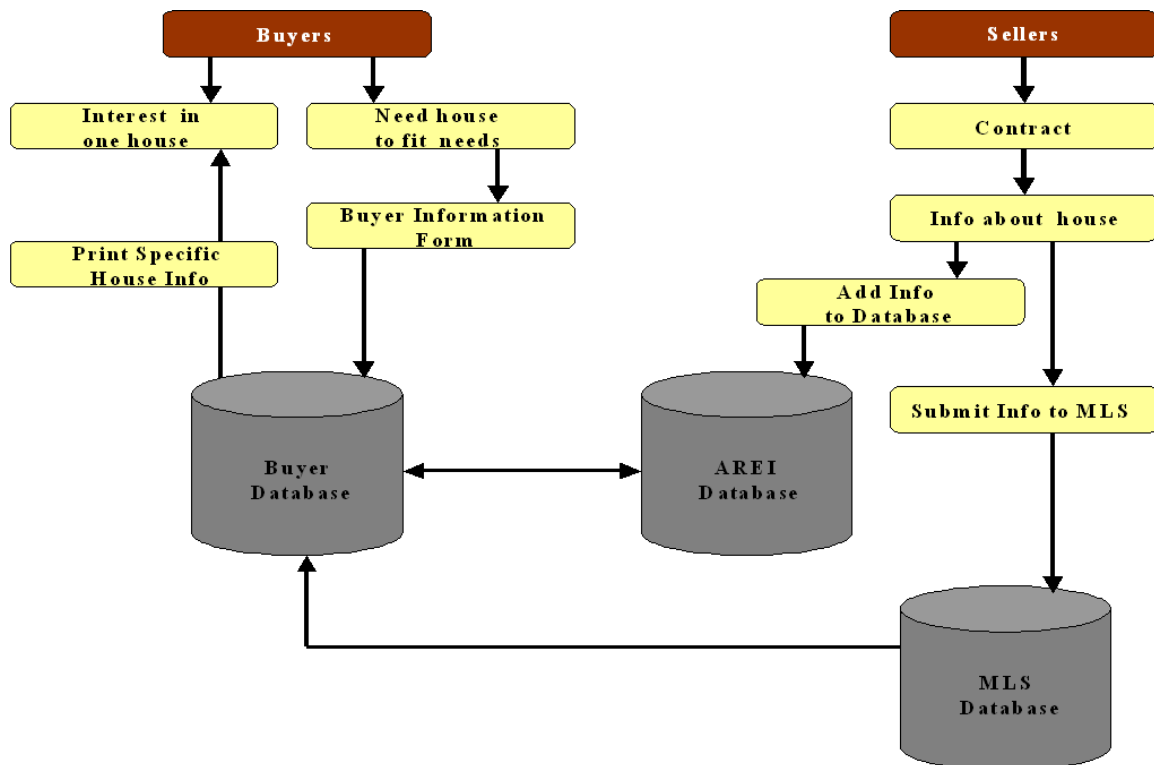 Buyers
Sellers
Interest in
one house
Need house
to fit needs
Contract
Buyer Information
Form
Info about house
Print Specific
House Info
Add Info
to Database
Submit Info to MLS
Buyer
Database
AREI
Database
MLS
Database